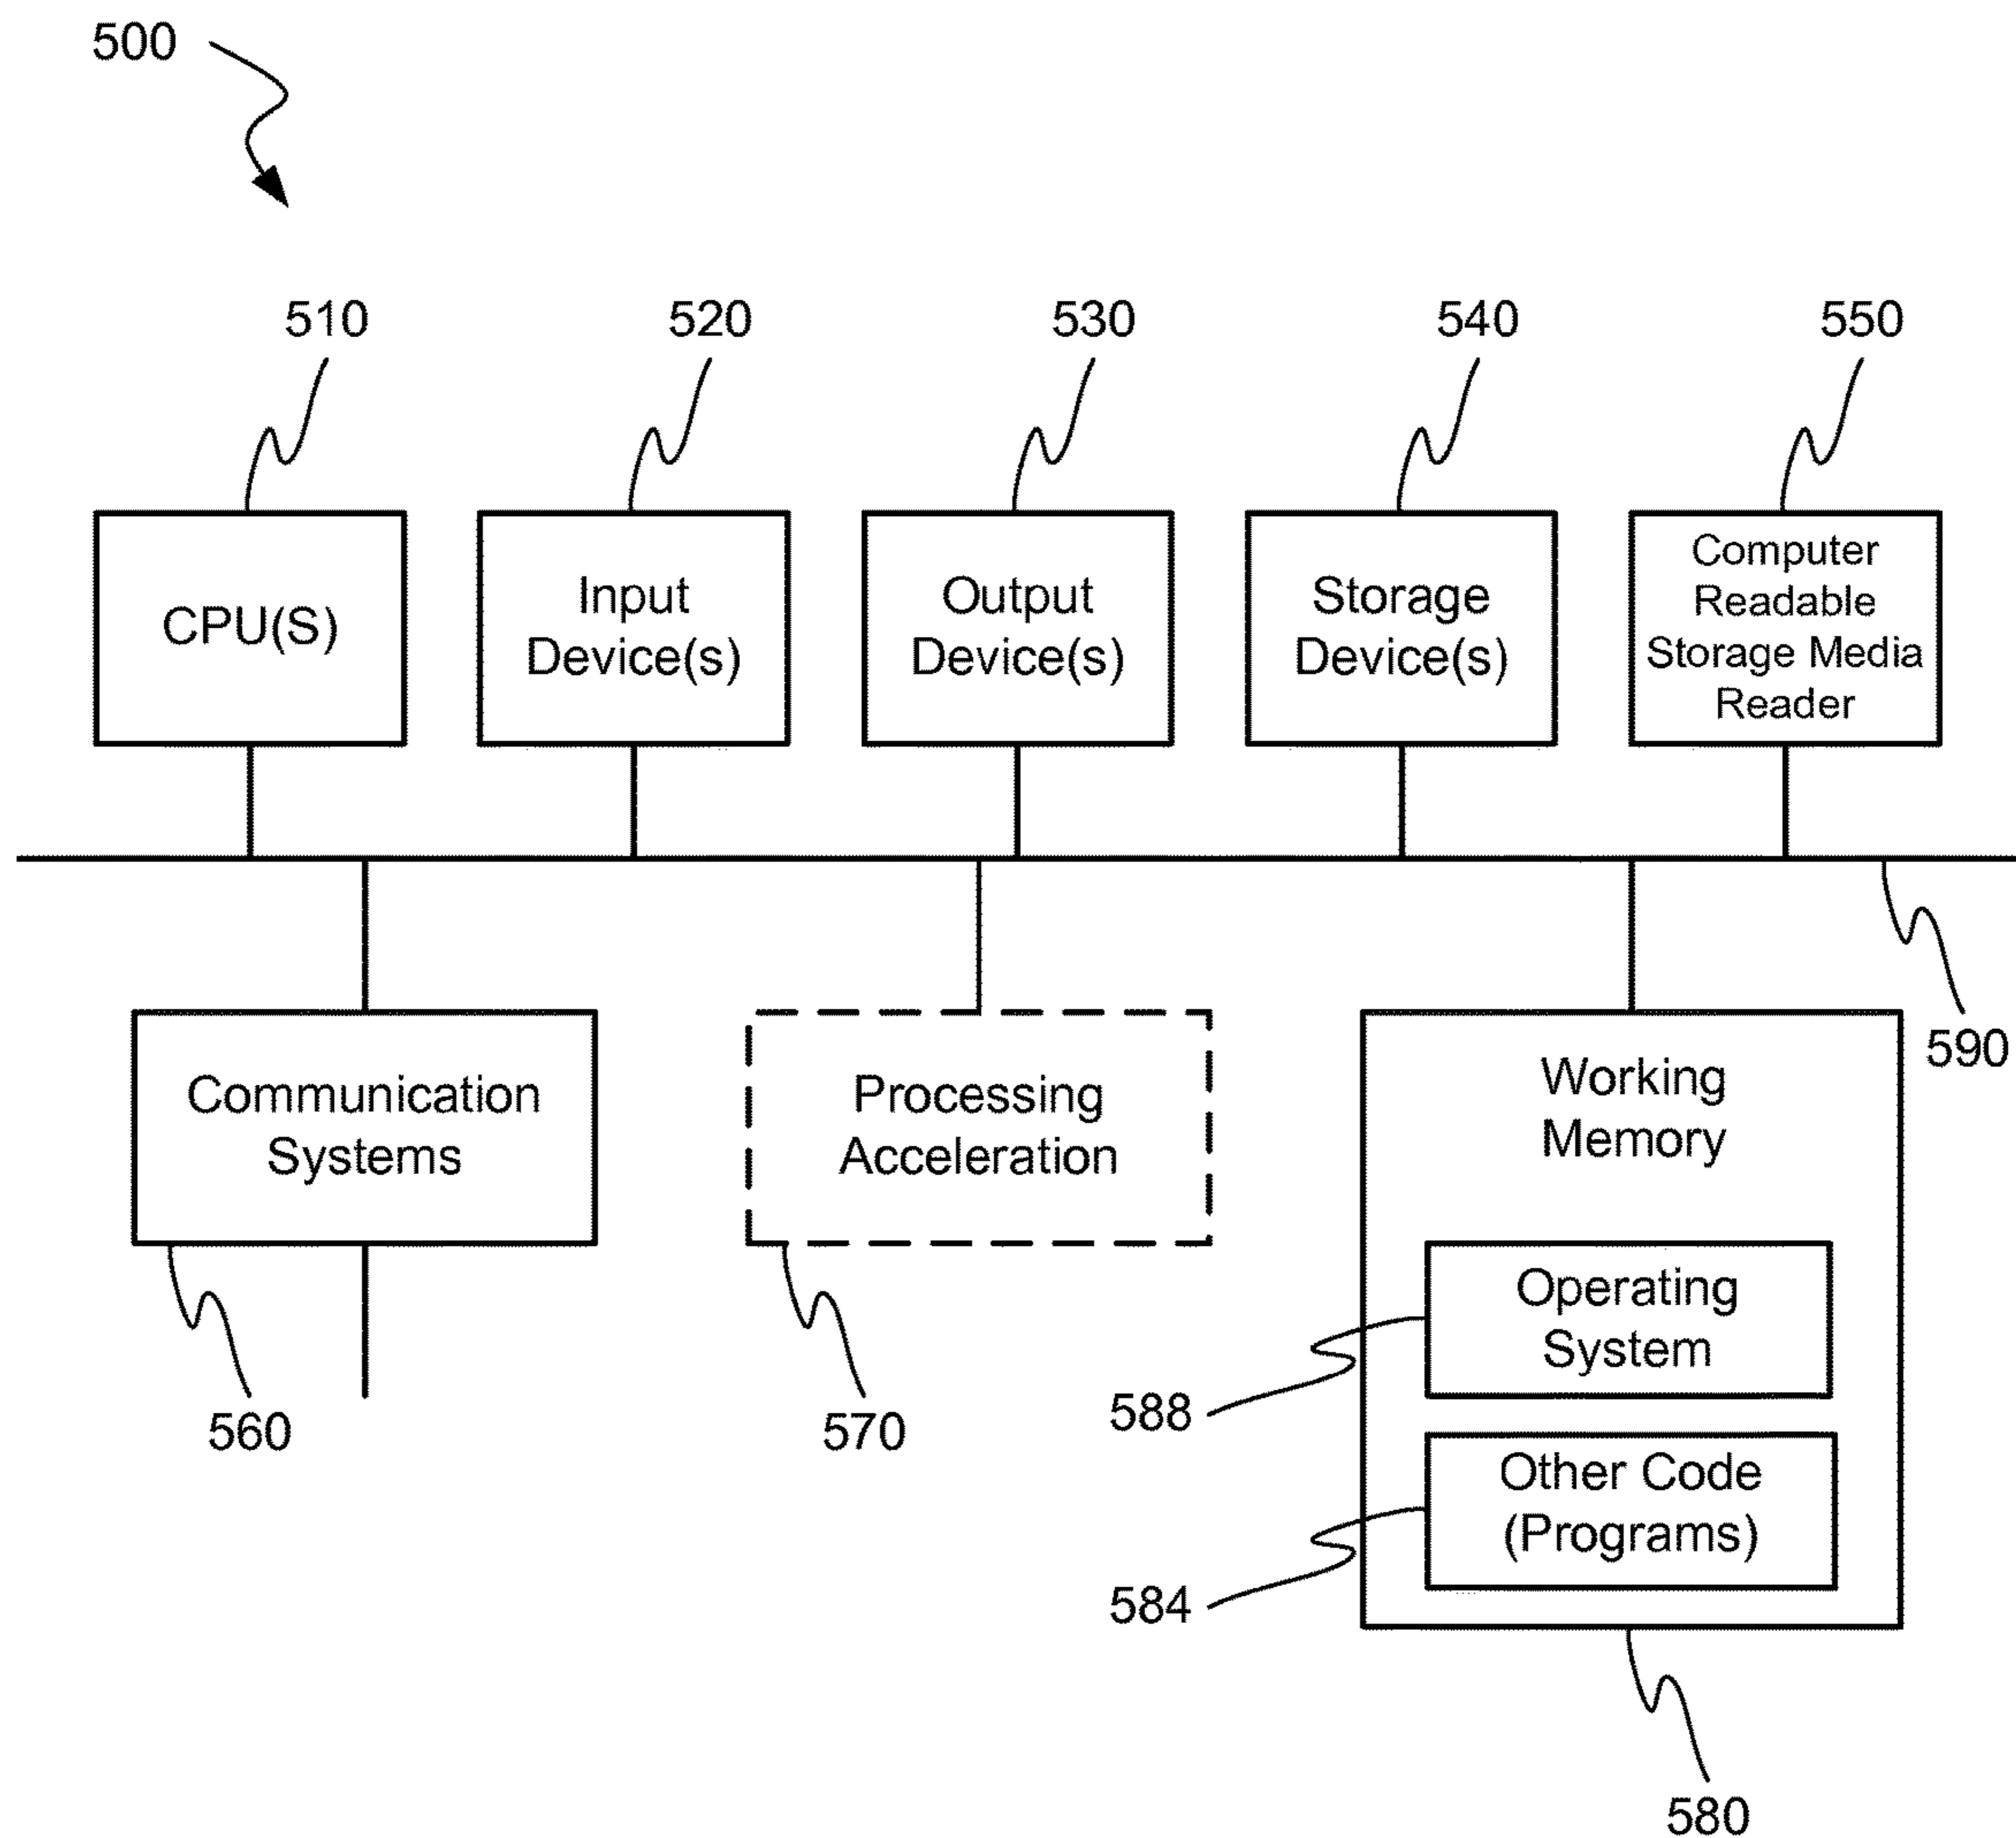 500
510
520
530
540
550
CPU(S)
Input
Device(s)
Output
Device(s)
Storage
Device(s)
Computer
Readable
Storage Media
Reader
590
Communication
Systems
Processing
Acceleration
Working
Memory
Operating
System
588
Other Code
(Programs)
584
560
570
580